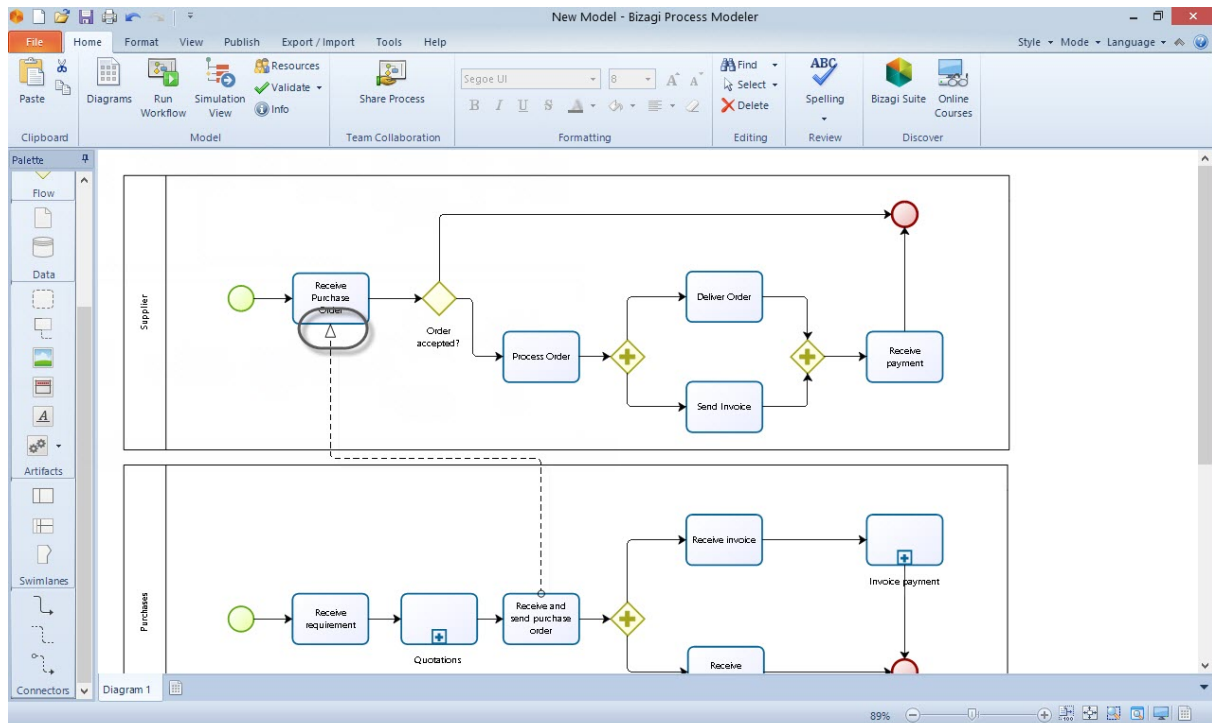 New Model - Bizagi Process Modeler
File Home Format View Publish Export / Import Tools Help Style Mode Language
Paste
Clipboard
Diagrams
Run
Workflow
Simulation
View
Resources
Validate
Info
Model
Share Process
Team Collaboration
Segoe UI 8
B I U S A
Formatting
Find
Select
Delete
Editing
ABC
Spelling
Review
Bizagi Suite
Online
Courses
Discover
Palette
Flow
Data
A
Artifacts
Swimlanes
Connectors
Supplier
Receive
Purchase
Order
Order
accepted?
Process Order
Deliver Order
Send Invoice
Receive
payment
Purchases
Receive
requirement
Quotations
Receive and
send purchase
order
Receive invoice
Invoice payment
Receive
Diagram 1
89%